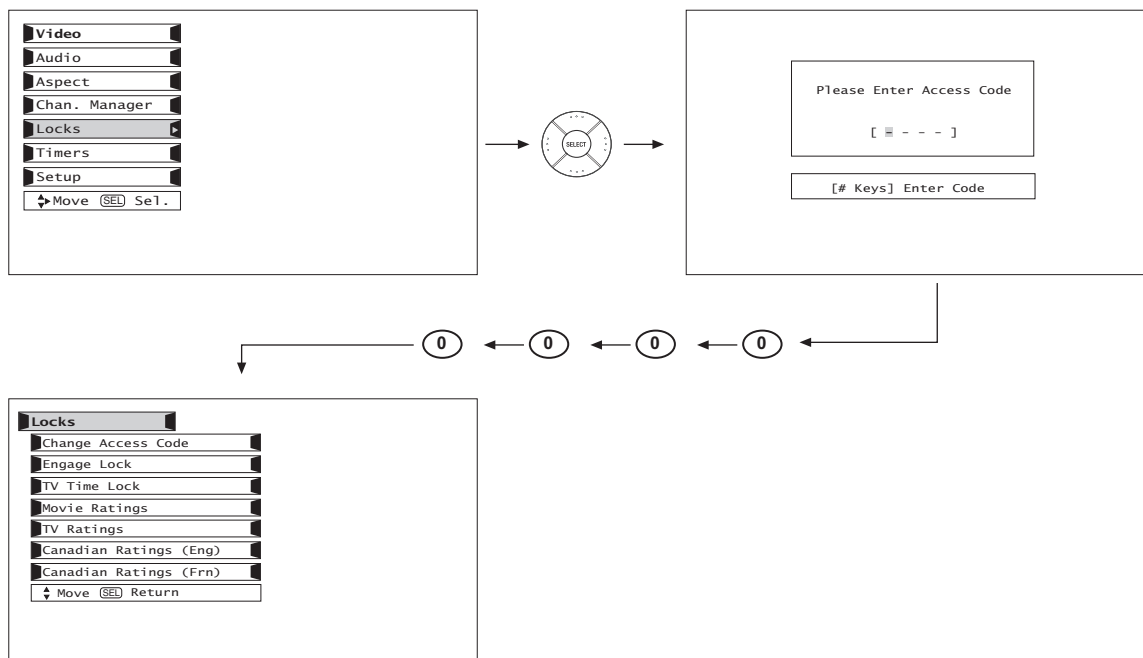 Video
Audio
Aspect
Chan. Manager
Locks
Timers
Setup
Move SEL Sel.
SELECT
Please Enter Access Code
[ - - - - ]
[# Keys] Enter Code
0 0 0 0
Locks
Change Access Code
Engage Lock
TV Time Lock
Movie Ratings
TV Ratings
Canadian Ratings (Eng)
Canadian Ratings (Frn)
Move SEL Return